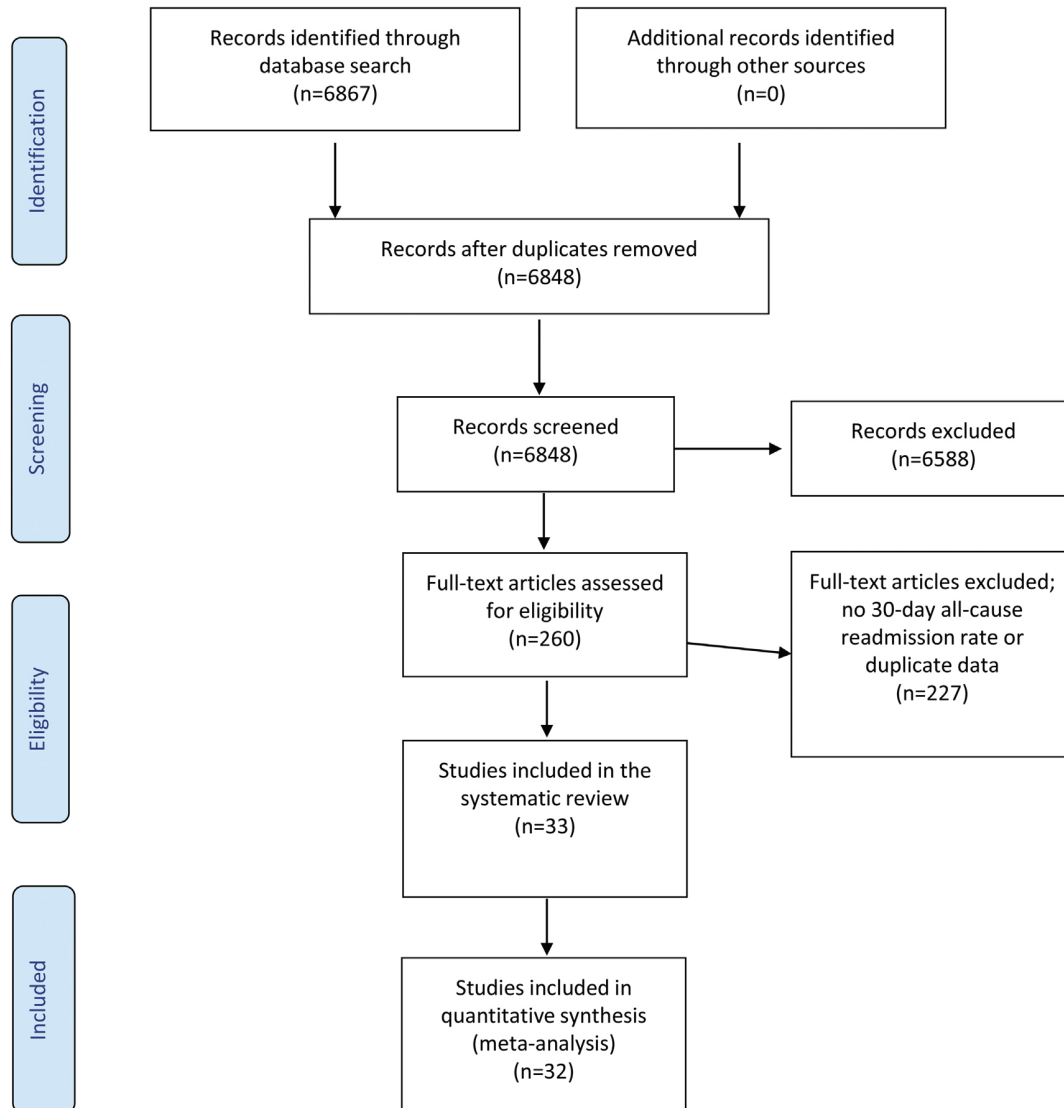 Identification
Records identified through
database search
(n=6867)
Additional records identified
through other sources
(n=0)
Records after duplicates removed
(n=6848)
Screening
Records screened
(n=6848)
Records excluded
(n=6588)
Eligibility
Full-text articles assessed
for eligibility
(n=260)
Full-text articles excluded;
no 30-day all-cause
readmission rate or
duplicate data
(n=227)
Studies included in the
systematic review
(n=33)
Included
Studies included in
quantitative synthesis
(meta-analysis)
(n=32)